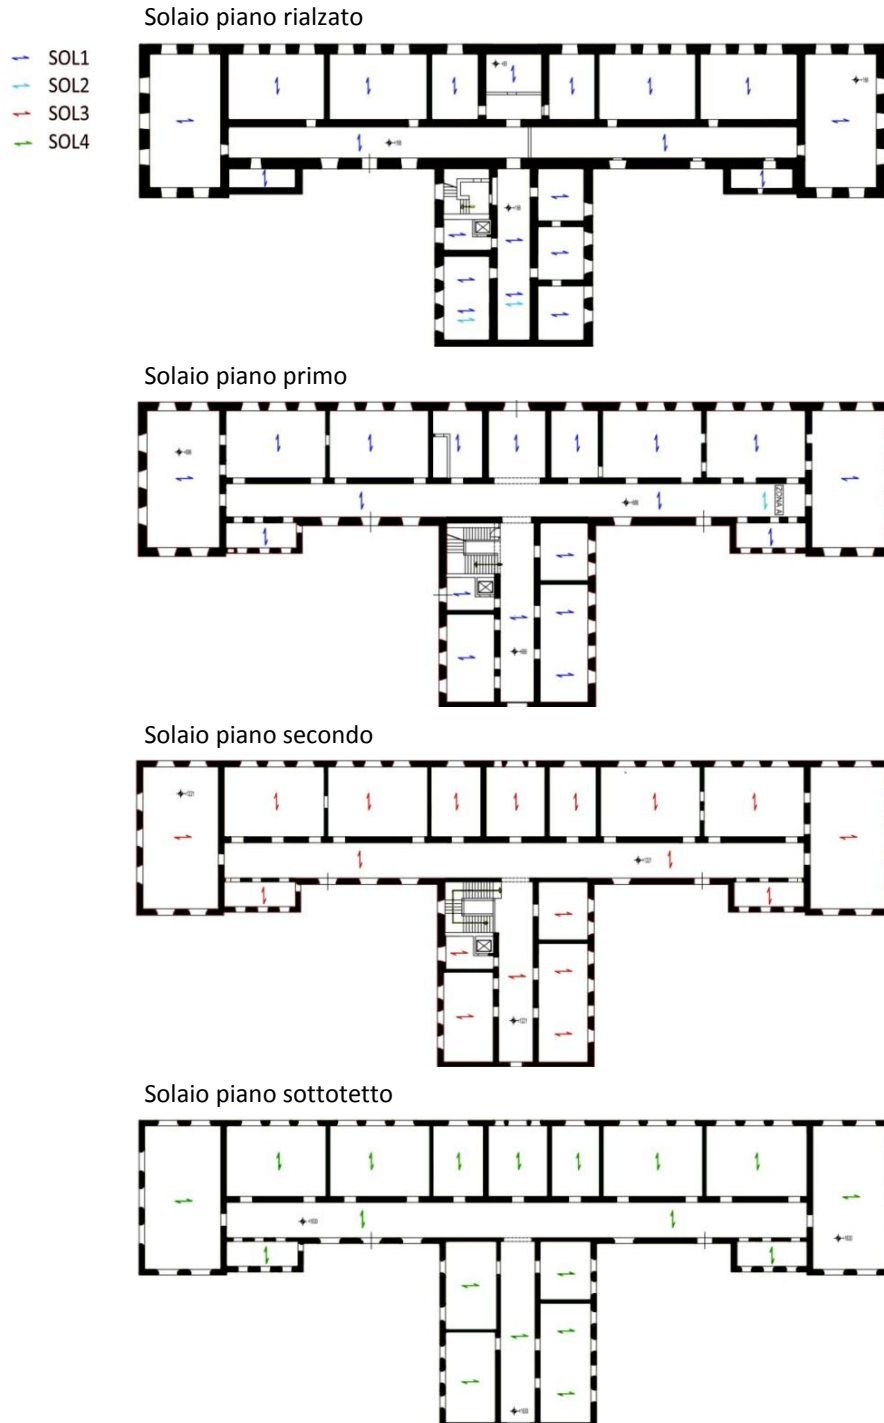 Solaio piano rialzato
SOL1
SOL2
SOL3
SOL4
Solaio piano primo
ZONA A
Solaio piano secondo
Solaio piano sottotetto